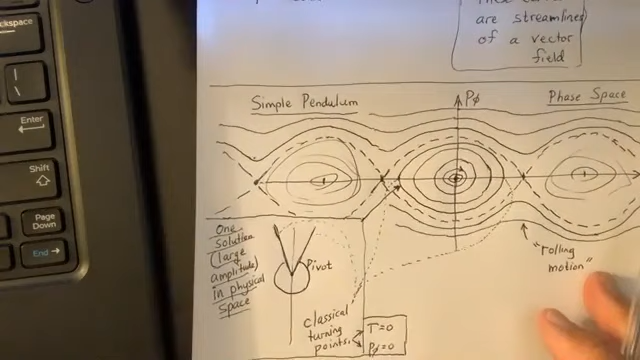 are streamlines
of a vector
field
Simple Pendulum
Pϕ
Phase Space
One
solution
(large
amplitude)
in physical
space
Pivot
"rolling
motion"
classical
turning
points.
T=0
Pϕ=0
Backspace
|
\
Enter
Shift
Page
Down
End